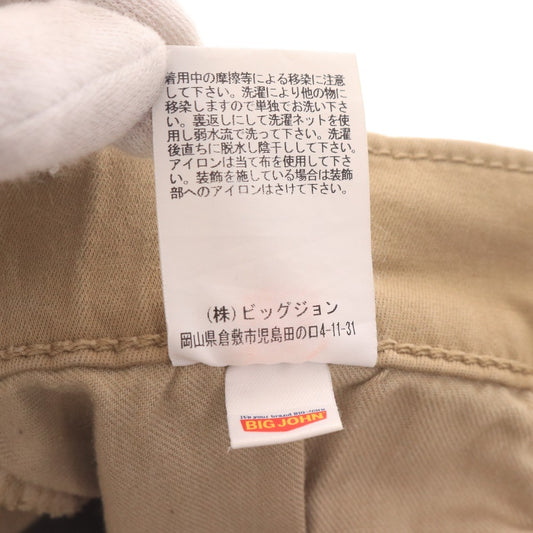 着用中の摩擦等による移染に注意
して下さい。洗濯により他の物に
移染しますので単独でお洗い下さ
い。裏返しにして洗濯ネットを使
用し弱水流で洗って下さい。洗濯
後直ちに脱水し陰干しして下さい。
アイロンは当て布を使用して下さ
い。装飾を施している場合は装飾
部へのアイロンはさけて下さい。
(株)ビッグジョン
岡山県倉敷市児島田の口4-11-31
BIG JOHN